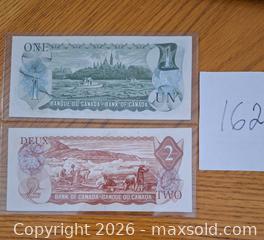 ONE
BANQUE DU CANADA - BANK OF CANADA
UN
162
DEUX
2
BANK OF CANADA - BANQUE DU CANADA
2
TWO
Copyright 2026 - maxsold.com